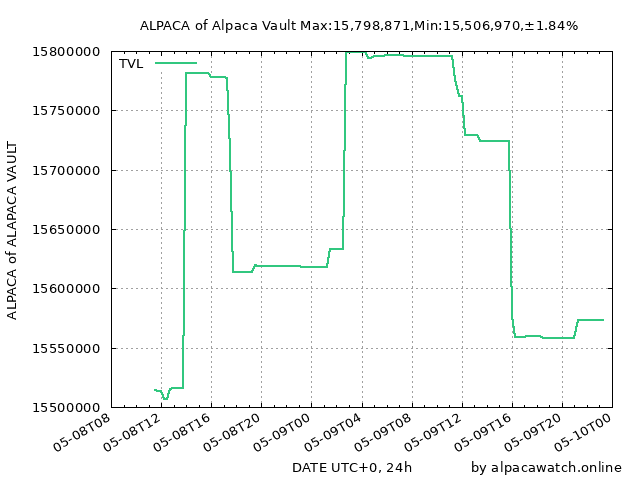 ALPACA of Alpaca Vault Max:15,798,871,Min:15,506,970,±1.84%
TVL
ALPACA of ALAPACA VAULT
15800000
15750000
15700000
15650000
15600000
15550000
15500000
05-08T08
05-08T12
05-08T16
05-08T20
05-09T00
05-09T04
05-09T08
05-09T12
05-09T16
05-09T20
05-10T00
DATE UTC+0, 24h
by alpacawatch.online